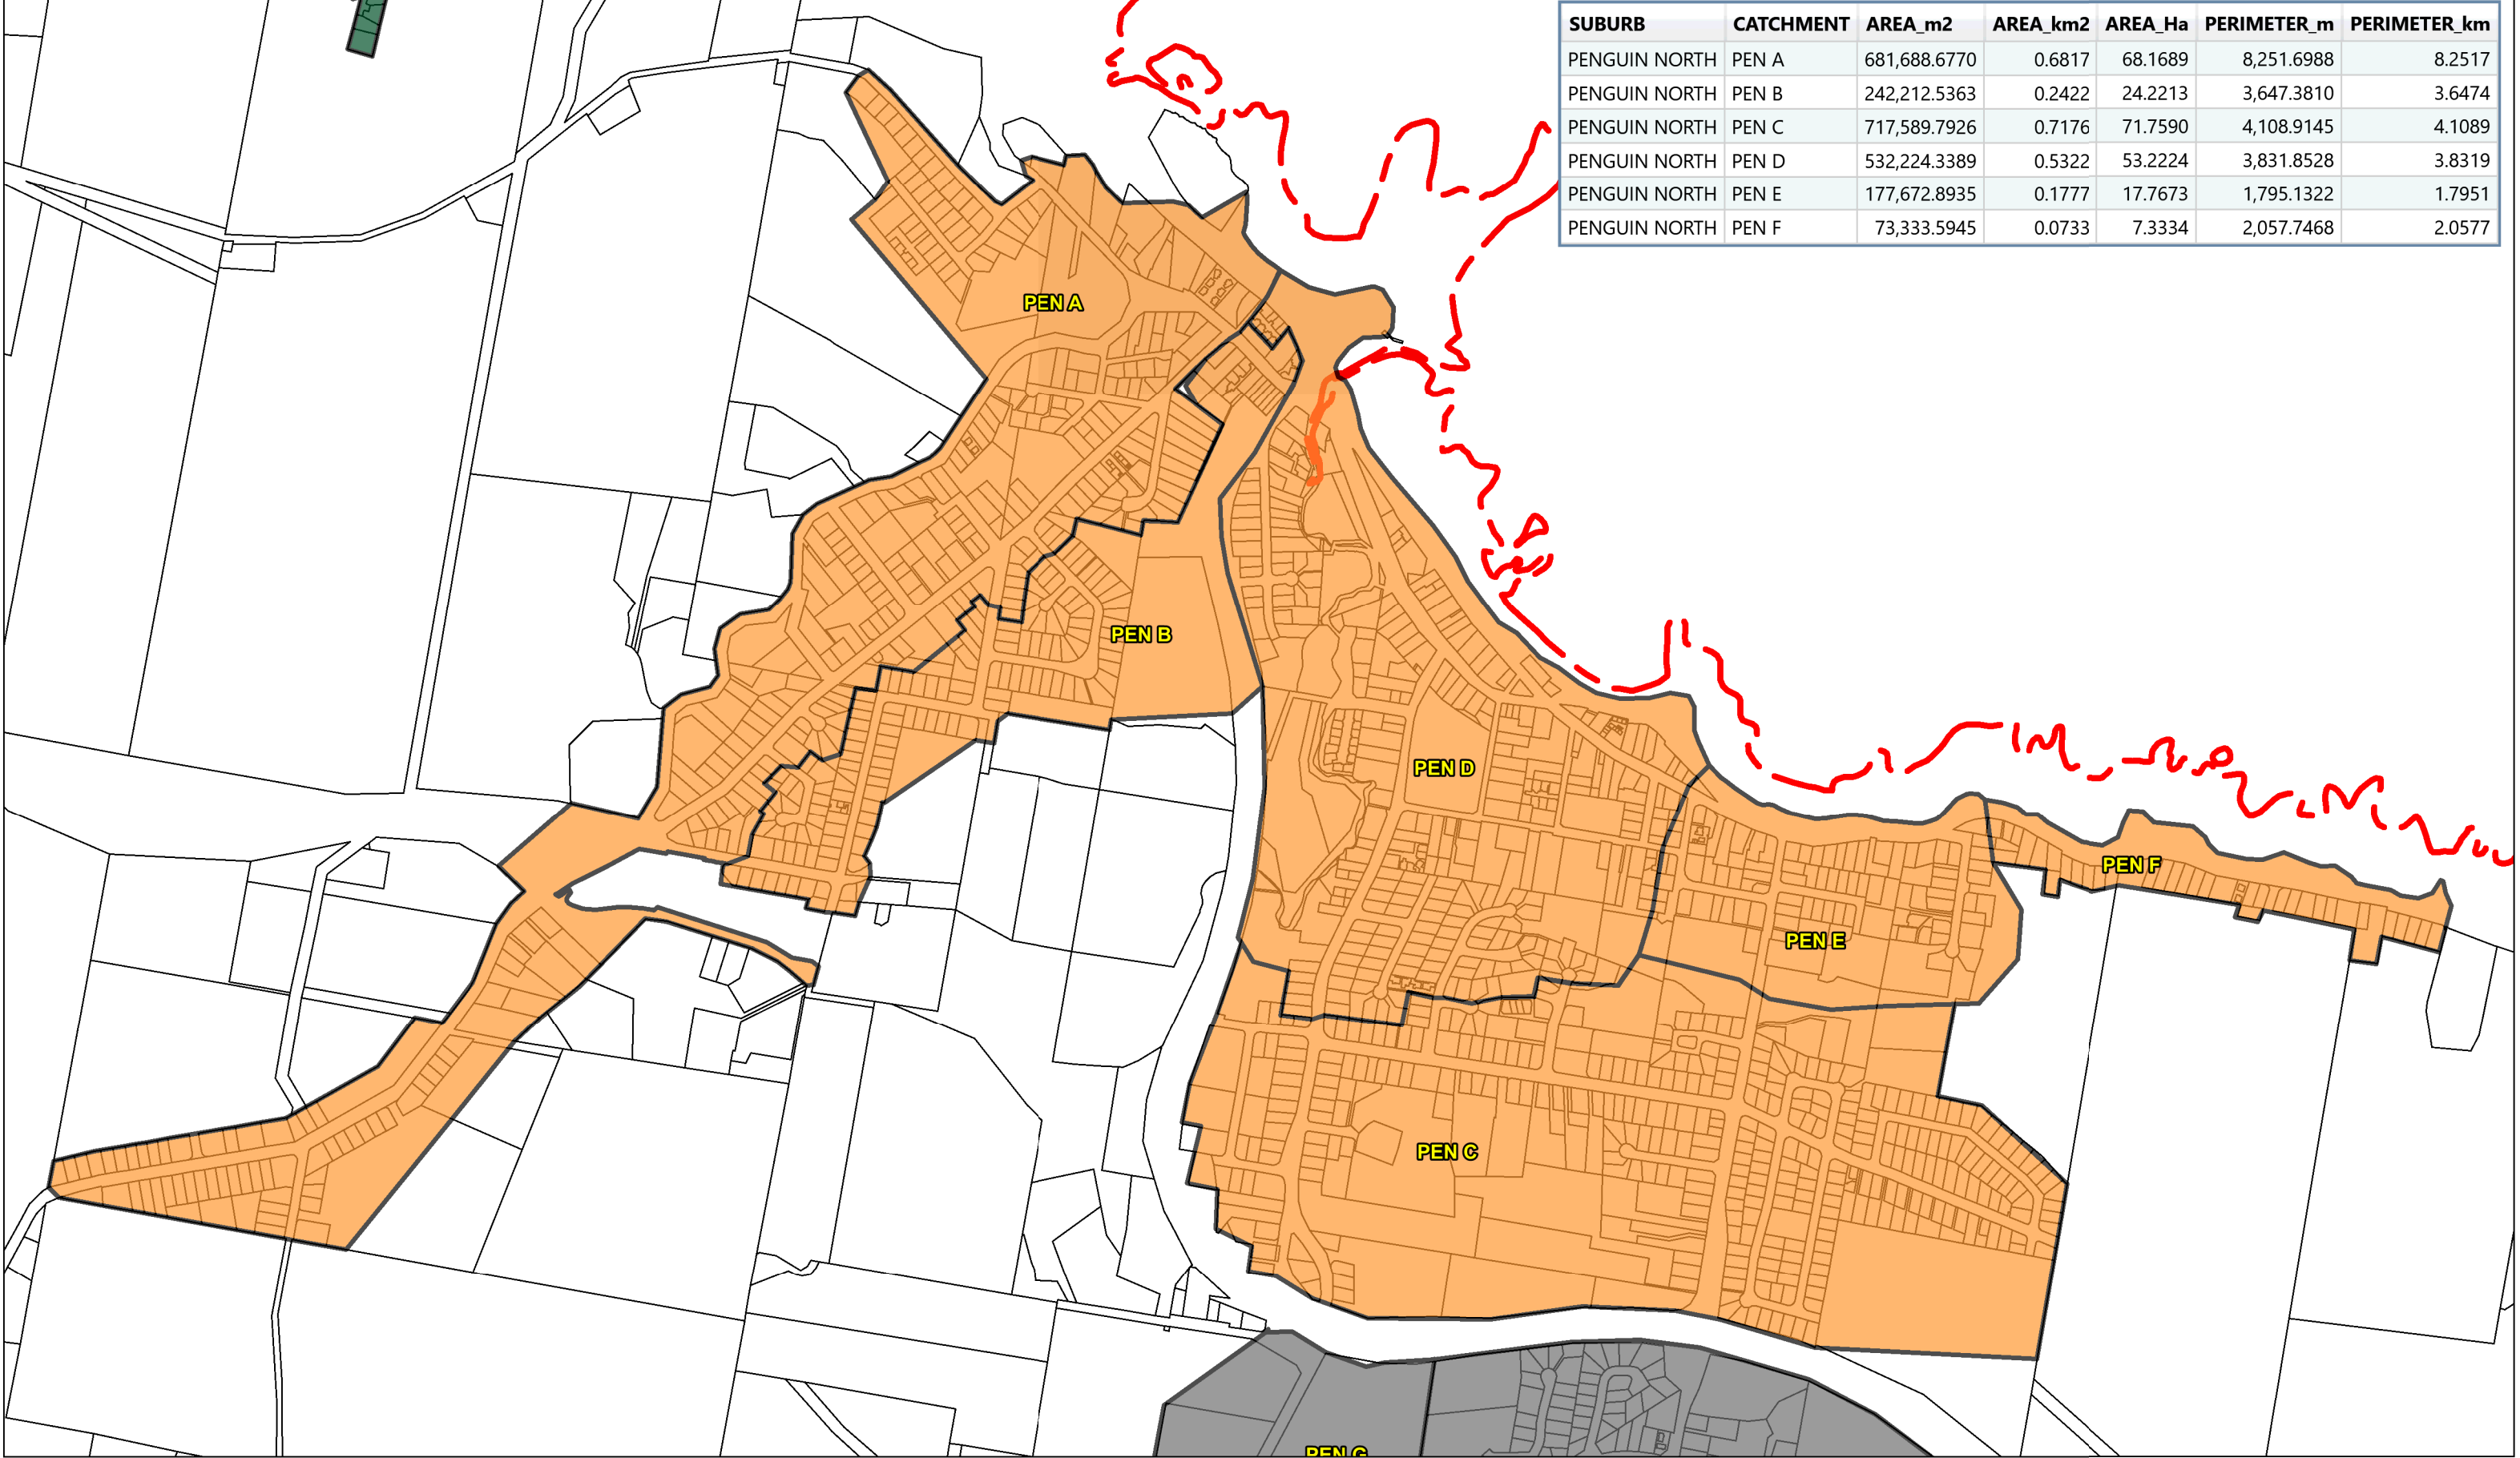 SUBURB CATCHMENT AREA_m2 AREA_km2 AREA_Ha PERIMETER_m PERIMETER_km
PENGUIN NORTH PEN A 681,688.6770 0.6817 68.1689 8,251.6988 8.2517
PENGUIN NORTH PEN B 242,212.5363 0.2422 24.2213 3,647.3810 3.6474
PENGUIN NORTH PEN C 717,589.7926 0.7176 71.7590 4,108.9145 4.1089
PENGUIN NORTH PEN D 532,224.3389 0.5322 53.2224 3,831.8528 3.8319
PENGUIN NORTH PEN E 177,672.8935 0.1777 17.7673 1,795.1322 1.7951
PENGUIN NORTH PEN F 73,333.5945 0.0733 7.3334 2,057.7468 2.0577
PEN A
PEN B
PEN D
PEN F
PEN E
PEN C
PEN G